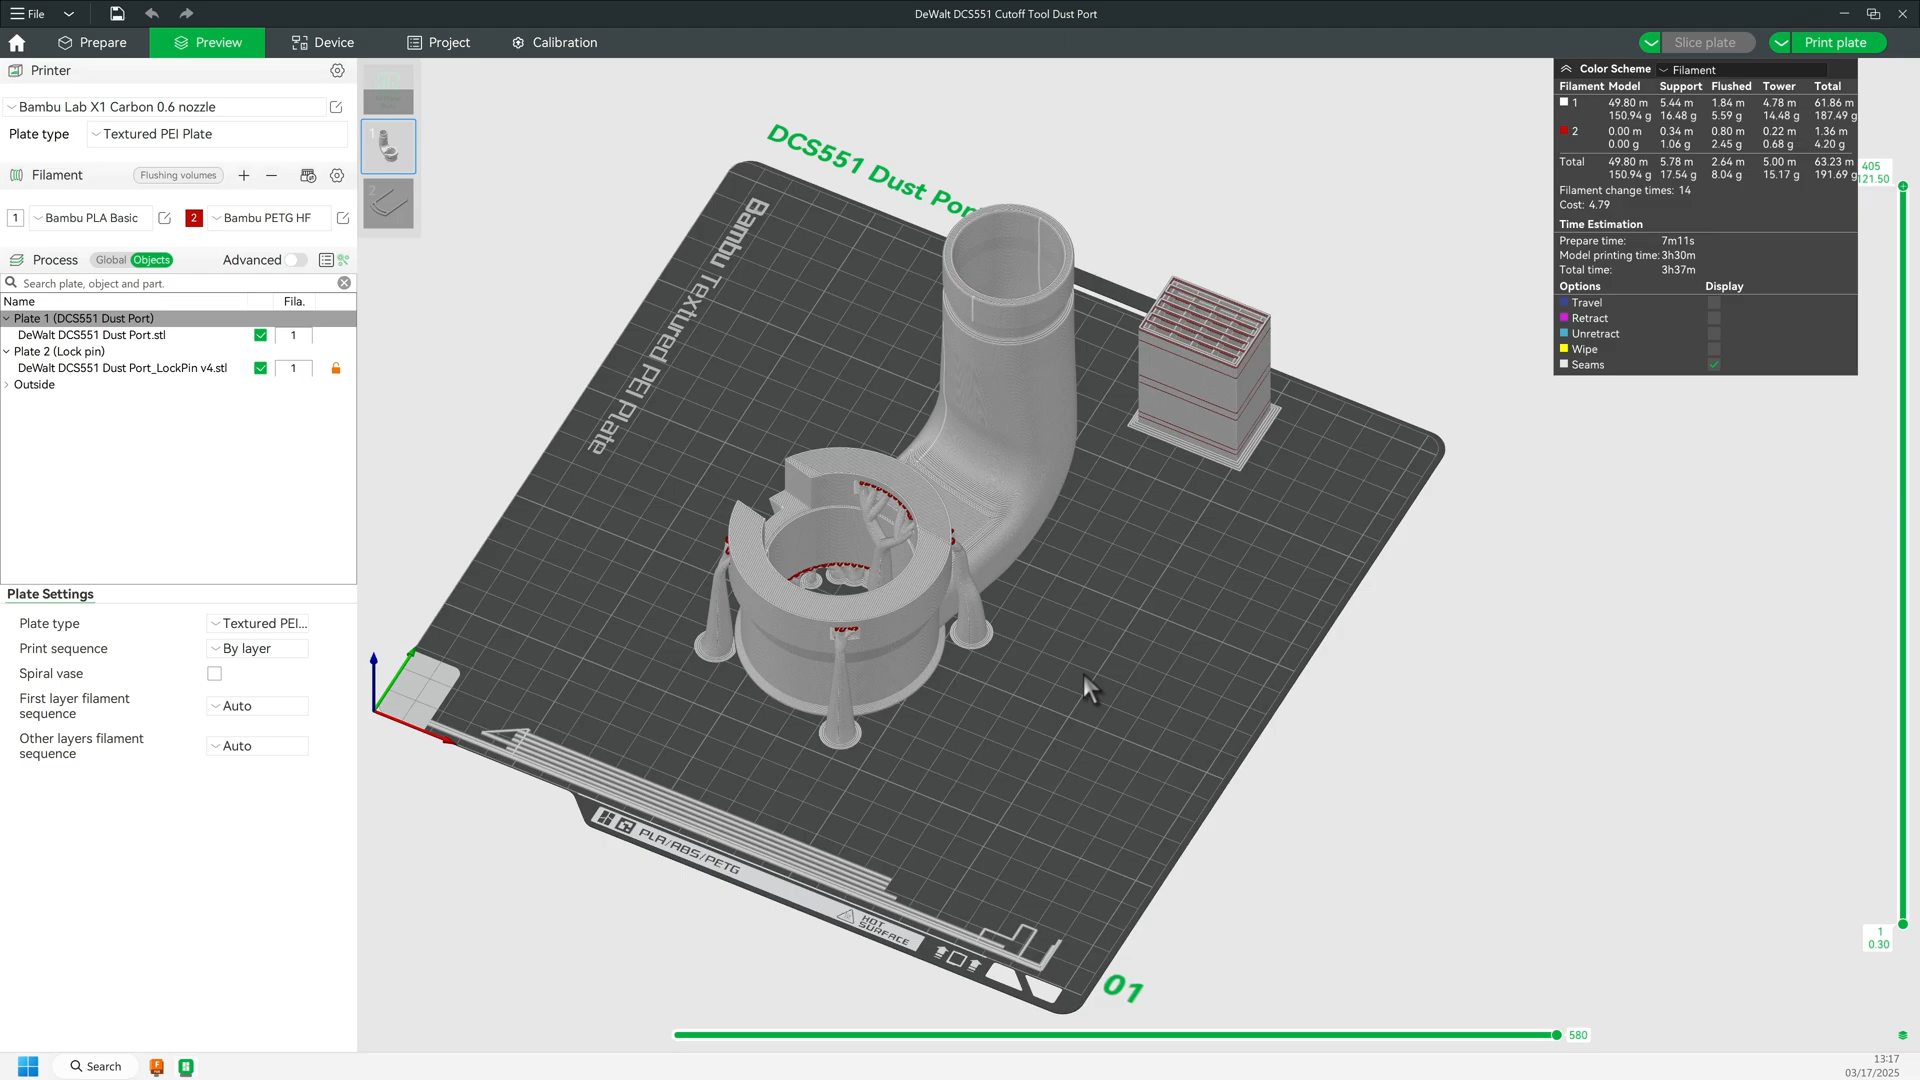 File
DeWalt DCS551 Cutoff Tool Dust Port
Prepare
Preview
Device
Project
Calibration
Slice plate
Print plate
Printer
Bambu Lab X1 Carbon 0.6 nozzle
Plate type
Textured PEI Plate
Filament
Flushing volumes
1
Bambu PLA Basic
2
Bambu PETG HF
Process
Global
Objects
Advanced
Search plate, object and part.
Name
Fila.
Plate 1 (DCS551 Dust Port)
DeWalt DCS551 Dust Port.stl
1
Plate 2 (Lock pin)
DeWalt DCS551 Dust Port_LockPin v4.stl
1
Outside
Plate Settings
Plate type
Textured PEI...
Print sequence
By layer
Spiral vase
First layer filament
sequence
Auto
Other layers filament
sequence
Auto
1
2
DCS551 Dust Por
Bambu Textured PEI Plate
PLA/ABS/PETG
HOT
SURFACE
01
Color Scheme
Filament
Filament Model Support Flushed Tower Total
1 49.80 m 5.44 m 1.84 m 4.78 m 61.86 m
150.94 g 16.48 g 5.59 g 14.48 g 187.49 g
2 0.00 m 0.34 m 0.80 m 0.22 m 1.36 m
0.00 g 1.06 g 2.45 g 0.68 g 4.20 g
Total 49.80 m 5.78 m 2.64 m 5.00 m 63.23 m
150.94 g 17.54 g 8.04 g 15.17 g 191.69 g
Filament change times: 14
Cost: 4.79
Time Estimation
Prepare time: 7m11s
Model printing time: 3h30m
Total time: 3h37m
Options Display
Travel
Retract
Unretract
Wipe
Seams
405
121.50
1
0.30
580
Search
13:17
03/17/2025